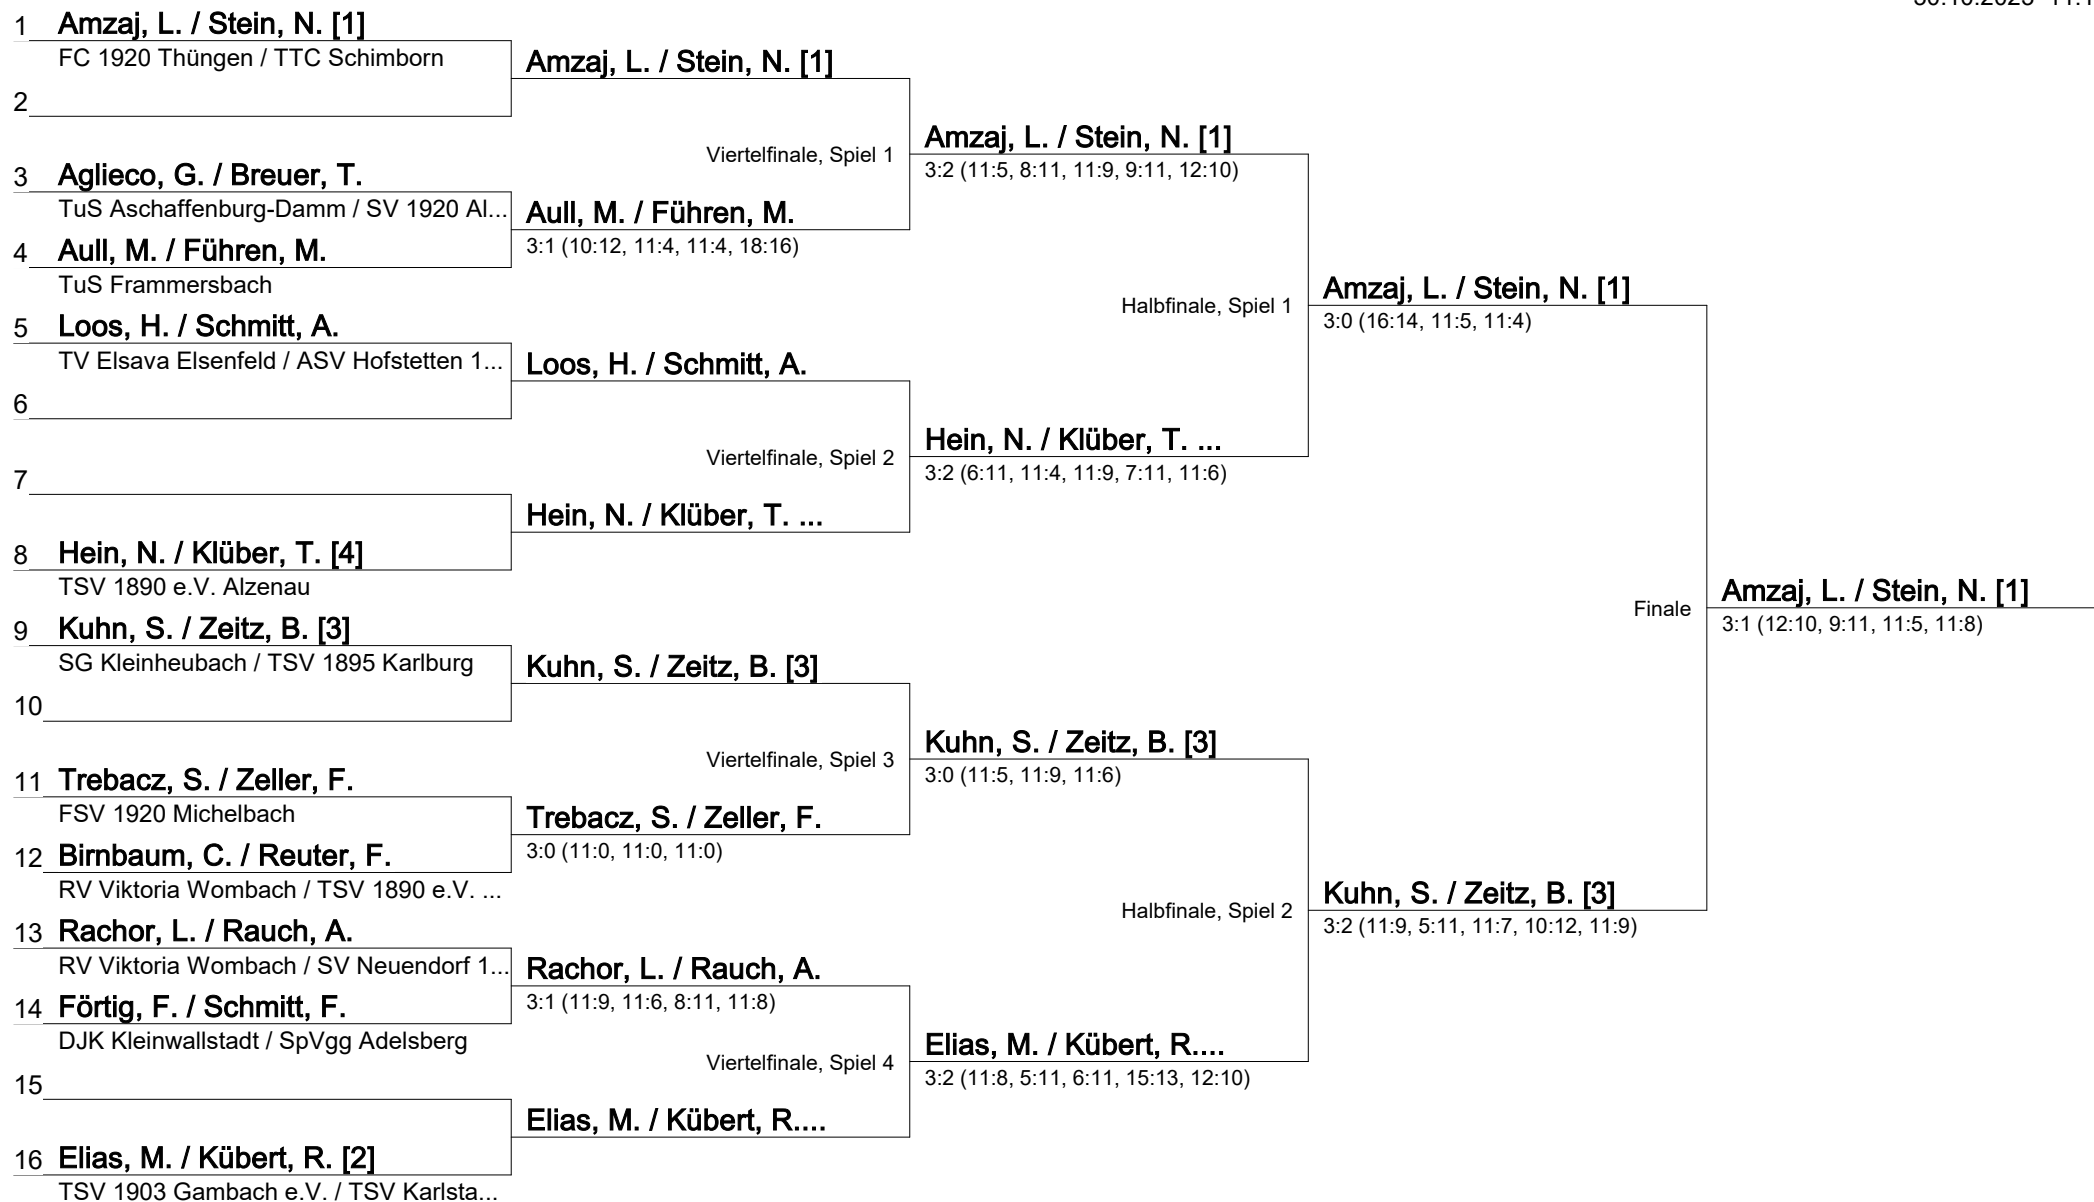 1 Amzaj, L. / Stein, N. [1]
FC 1920 Thüngen / TTC Schimborn
2
3 Aglieco, G. / Breuer, T.
TuS Aschaffenburg-Damm / SV 1920 Al...
4 Aull, M. / Führen, M.
TuS Frammersbach
5 Loos, H. / Schmitt, A.
TV Elsava Elsenfeld / ASV Hofstetten 1...
6
7
8 Hein, N. / Klüber, T. [4]
TSV 1890 e.V. Alzenau
9 Kuhn, S. / Zeitz, B. [3]
SG Kleinheubach / TSV 1895 Karlburg
10
11 Trebacz, S. / Zeller, F.
FSV 1920 Michelbach
12 Birnbaum, C. / Reuter, F.
RV Viktoria Wombach / TSV 1890 e.V. ...
13 Rachor, L. / Rauch, A.
RV Viktoria Wombach / SV Neuendorf 1...
14 Förtig, F. / Schmitt, F.
DJK Kleinwallstadt / SpVgg Adelsberg
15
16 Elias, M. / Kübert, R. [2]
TSV 1903 Gambach e.V. / TSV Karlsta...
Amzaj, L. / Stein, N. [1]
Viertelfinale, Spiel 1
Aull, M. / Führen, M.
3:1 (10:12, 11:4, 11:4, 18:16)
Loos, H. / Schmitt, A.
Viertelfinale, Spiel 2
Hein, N. / Klüber, T. ...
Kuhn, S. / Zeitz, B. [3]
Viertelfinale, Spiel 3
Trebacz, S. / Zeller, F.
3:0 (11:0, 11:0, 11:0)
Rachor, L. / Rauch, A.
3:1 (11:9, 11:6, 8:11, 11:8)
Viertelfinale, Spiel 4
Elias, M. / Kübert, R....
Amzaj, L. / Stein, N. [1]
3:2 (11:5, 8:11, 11:9, 9:11, 12:10)
Halbfinale, Spiel 1
Hein, N. / Klüber, T. ...
3:2 (6:11, 11:4, 11:9, 7:11, 11:6)
Kuhn, S. / Zeitz, B. [3]
3:0 (11:5, 11:9, 11:6)
Halbfinale, Spiel 2
Elias, M. / Kübert, R....
3:2 (11:8, 5:11, 6:11, 15:13, 12:10)
Amzaj, L. / Stein, N. [1]
3:0 (16:14, 11:5, 11:4)
Finale
Kuhn, S. / Zeitz, B. [3]
3:2 (11:9, 5:11, 11:7, 10:12, 11:9)
Amzaj, L. / Stein, N. [1]
3:1 (12:10, 9:11, 11:5, 11:8)